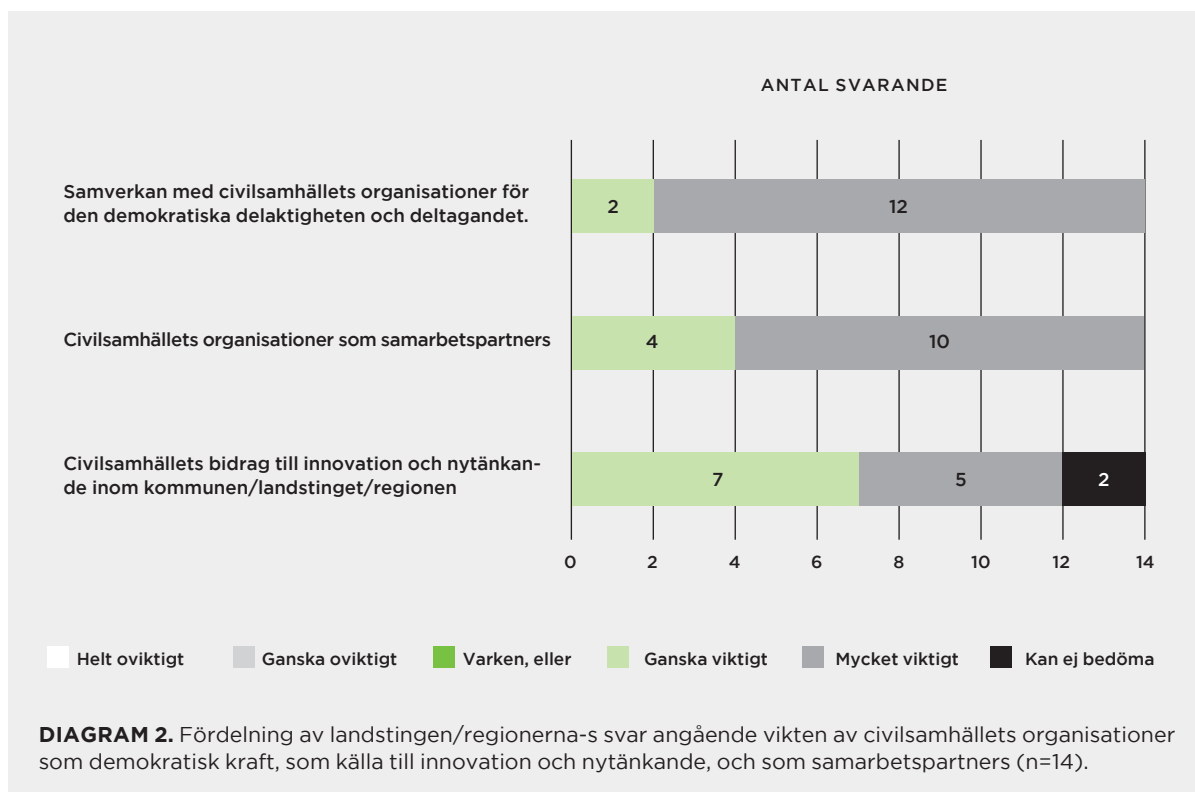 ANTAL SVARANDE
Samverkan med civilsamhällets organisationer för
den demokratiska delaktigheten och deltagandet.
2
12
Civilsamhällets organisationer som samarbetspartners
4
10
Civilsamhällets bidrag till innovation och nytänkan-
de inom kommunen/landstinget/regionen
7
5
2
0 2 4 6 8 10 12 14
Helt oviktigt Ganska oviktigt Varken, eller Ganska viktigt Mycket viktigt Kan ej bedöma
DIAGRAM 2. Fördelning av landstingen/regionerna-s svar angående vikten av civilsamhällets organisationer
som demokratisk kraft, som källa till innovation och nytänkande, och som samarbetspartners (n=14).